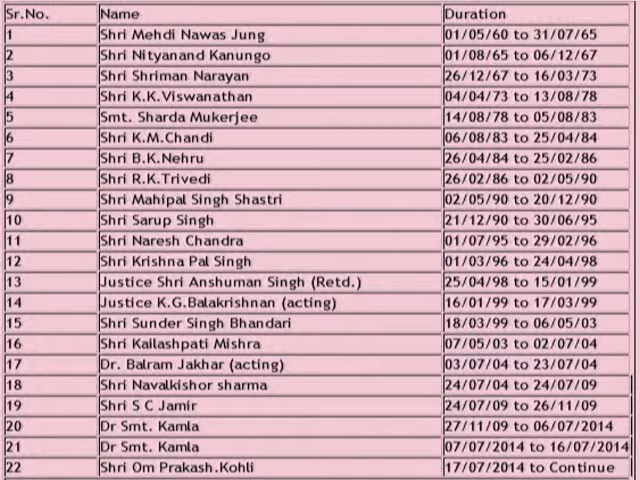 Sr.No. Name Duration
1 Shri Mehdi Nawas Jung 01/05/60 to 31/07/65
2 Shri Nityanand Kanungo 01/08/65 to 06/12/67
3 Shri Shriman Narayan 26/12/67 to 16/03/73
4 Shri K.K.Viswanathan 04/04/73 to 13/08/78
5 Smt. Sharda Mukerjee 14/08/78 to 05/08/83
6 Shri K.M.Chandi 06/08/83 to 25/04/84
7 Shri B.K.Nehru 26/04/84 to 25/02/86
8 Shri R.K.Trivedi 26/02/86 to 02/05/90
9 Shri Mahipal Singh Shastri 02/05/90 to 20/12/90
10 Shri Sarup Singh 21/12/90 to 30/06/95
11 Shri Naresh Chandra 01/07/95 to 29/02/96
12 Shri Krishna Pal Singh 01/03/96 to 24/04/98
13 Justice Shri Anshuman Singh (Retd.) 25/04/98 to 15/01/99
14 Justice K.G.Balakrishnan (acting) 16/01/99 to 17/03/99
15 Shri Sunder Singh Bhandari 18/03/99 to 06/05/03
16 Shri Kailashpati Mishra 07/05/03 to 02/07/04
17 Dr. Balram Jakhar (acting) 03/07/04 to 23/07/04
18 Shri Navalkishor sharma 24/07/04 to 24/07/09
19 Shri S C Jamir 24/07/09 to 26/11/09
20 Dr Smt. Kamla 27/11/09 to 06/07/2014
21 Dr Smt. Kamla 07/07/2014 to 16/07/2014
22 Shri Om Prakash.Kohli 17/07/2014 to Continue